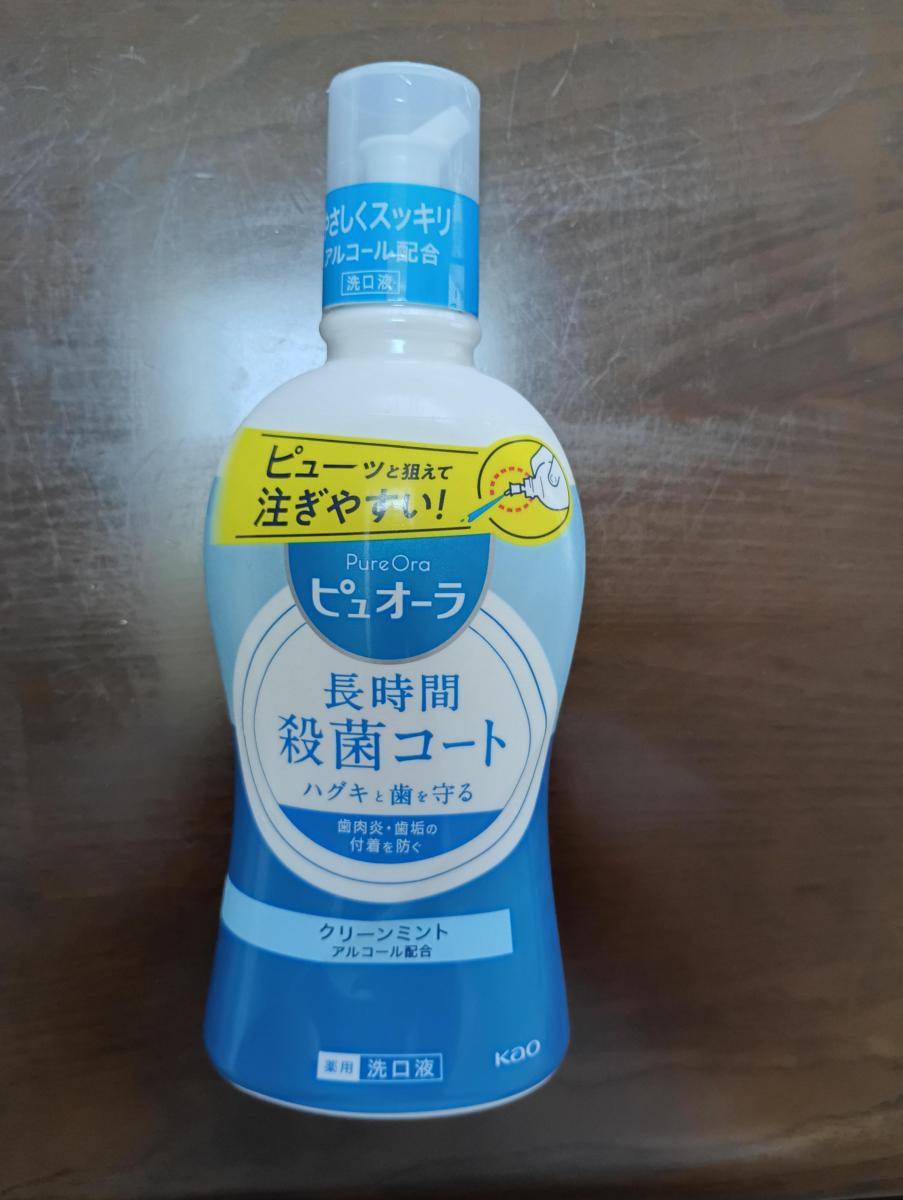 やさしくスッキリ
アルコール配合
洗口液
ピューッと狙えて
注ぎやすい!
PureOra
ピュオーラ
長時間
殺菌コート
ハグキと歯を守る
歯肉炎・歯垢の
付着を防ぐ
クリーンミント
アルコール配合
薬用 洗口液
Kao